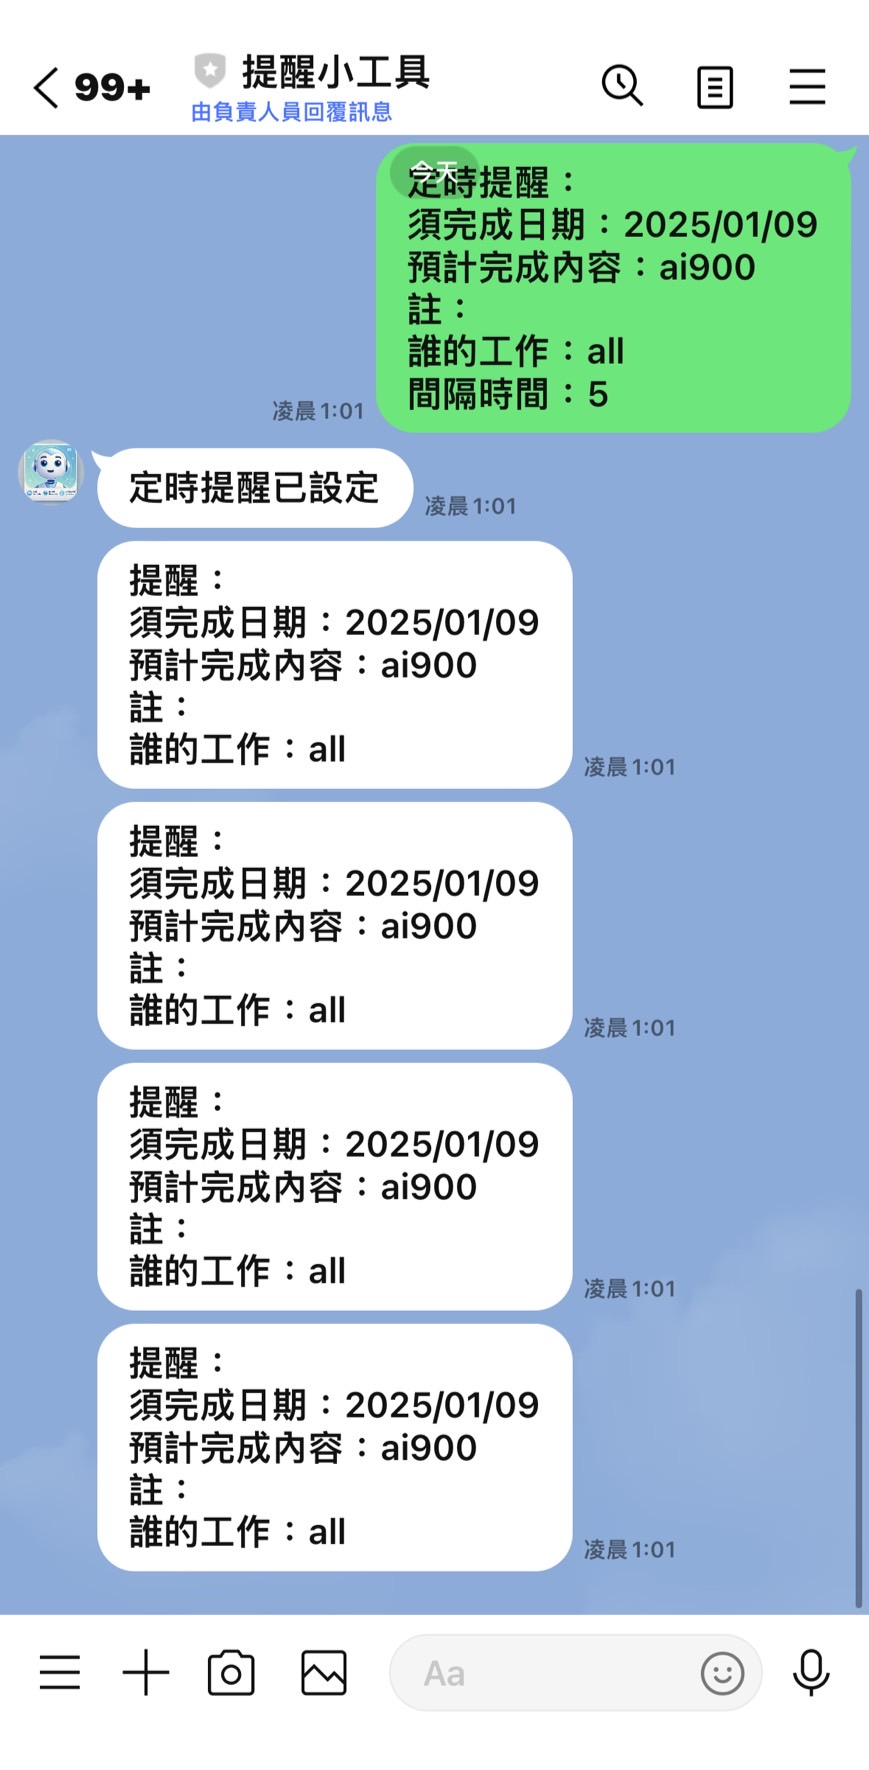 99+
提醒小工具
由負責人員回覆訊息
今天
定時提醒：
須完成日期：2025/01/09
預計完成內容：ai900
註：
誰的工作：all
間隔時間：5
凌晨1:01
定時提醒已設定
凌晨1:01
提醒：
須完成日期：2025/01/09
預計完成內容：ai900
註：
誰的工作：all
凌晨1:01
提醒：
須完成日期：2025/01/09
預計完成內容：ai900
註：
誰的工作：all
凌晨1:01
提醒：
須完成日期：2025/01/09
預計完成內容：ai900
註：
誰的工作：all
凌晨1:01
提醒：
須完成日期：2025/01/09
預計完成內容：ai900
註：
誰的工作：all
凌晨1:01
Aa